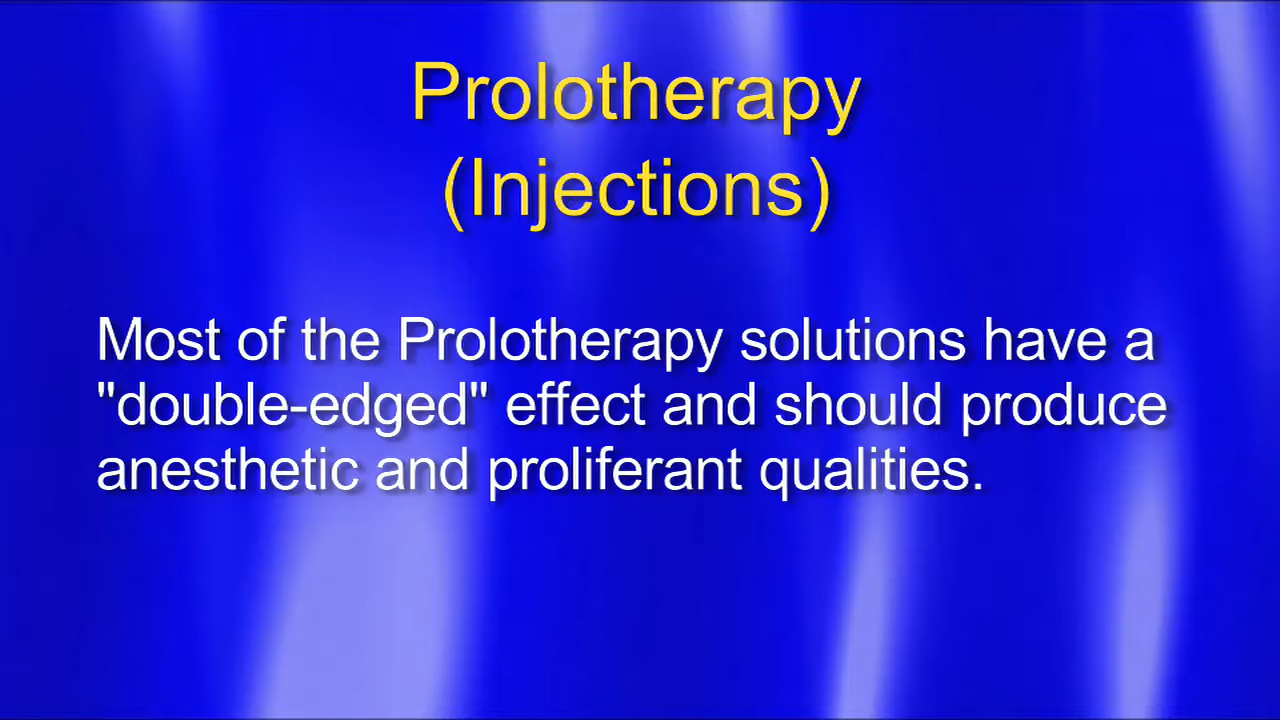 Prolotherapy
(Injections)
Most of the Prolotherapy solutions have a
"double-edged" effect and should produce
anesthetic and proliferant qualities.